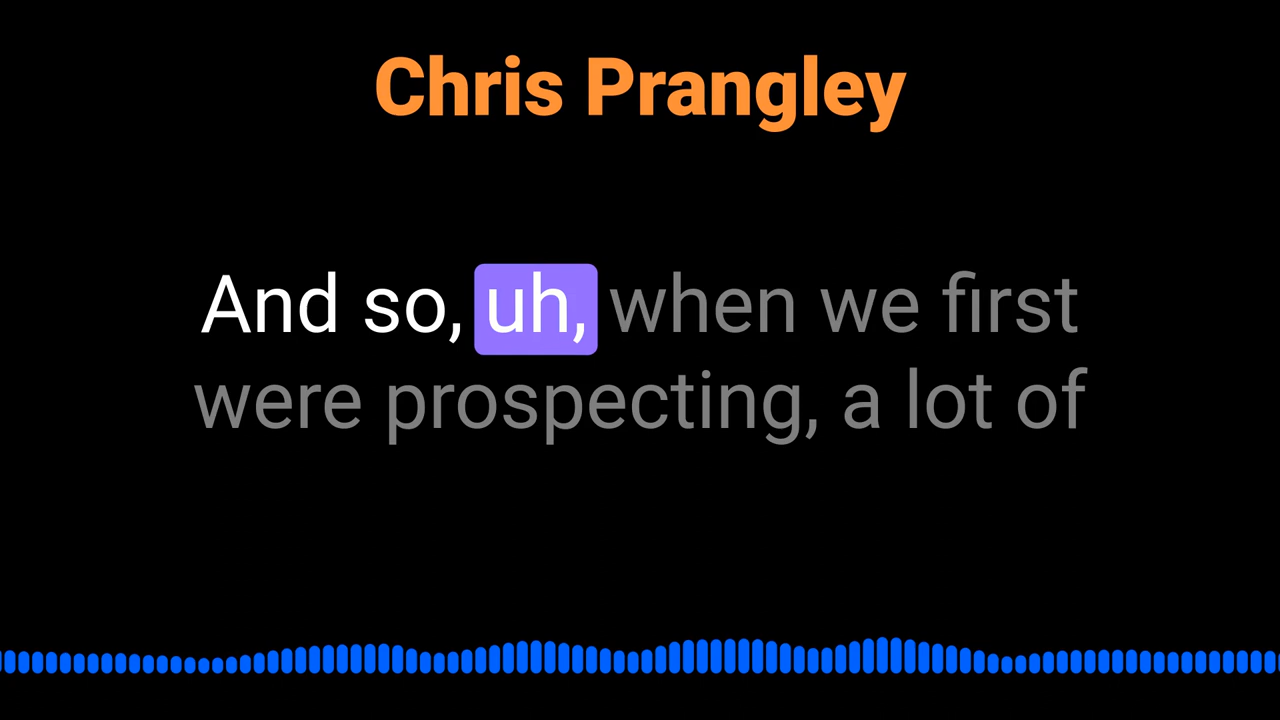 Chris Prangley
And so, uh, when we first
were prospecting, a lot of